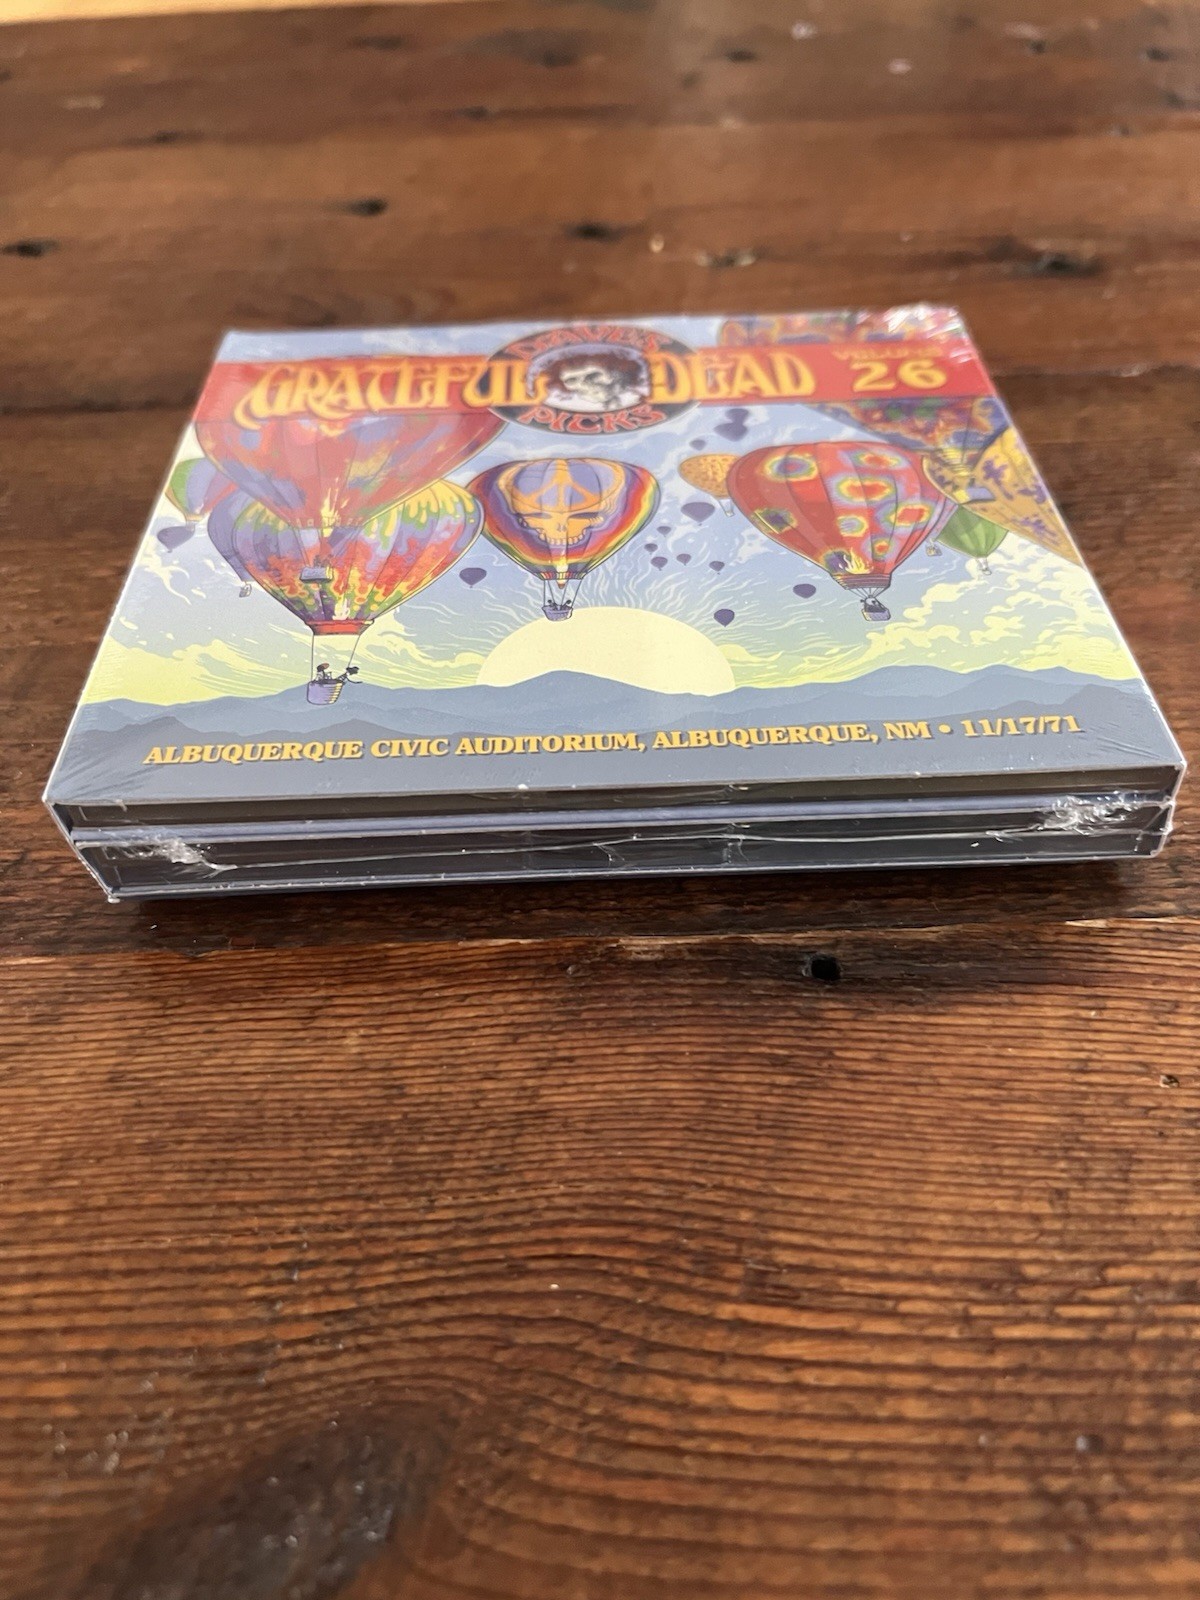 DAVE'S
GRATEFUL DEAD
PICKS
VOLUME
26
ALBUQUERQUE CIVIC AUDITORIUM, ALBUQUERQUE, NM • 11/17/71